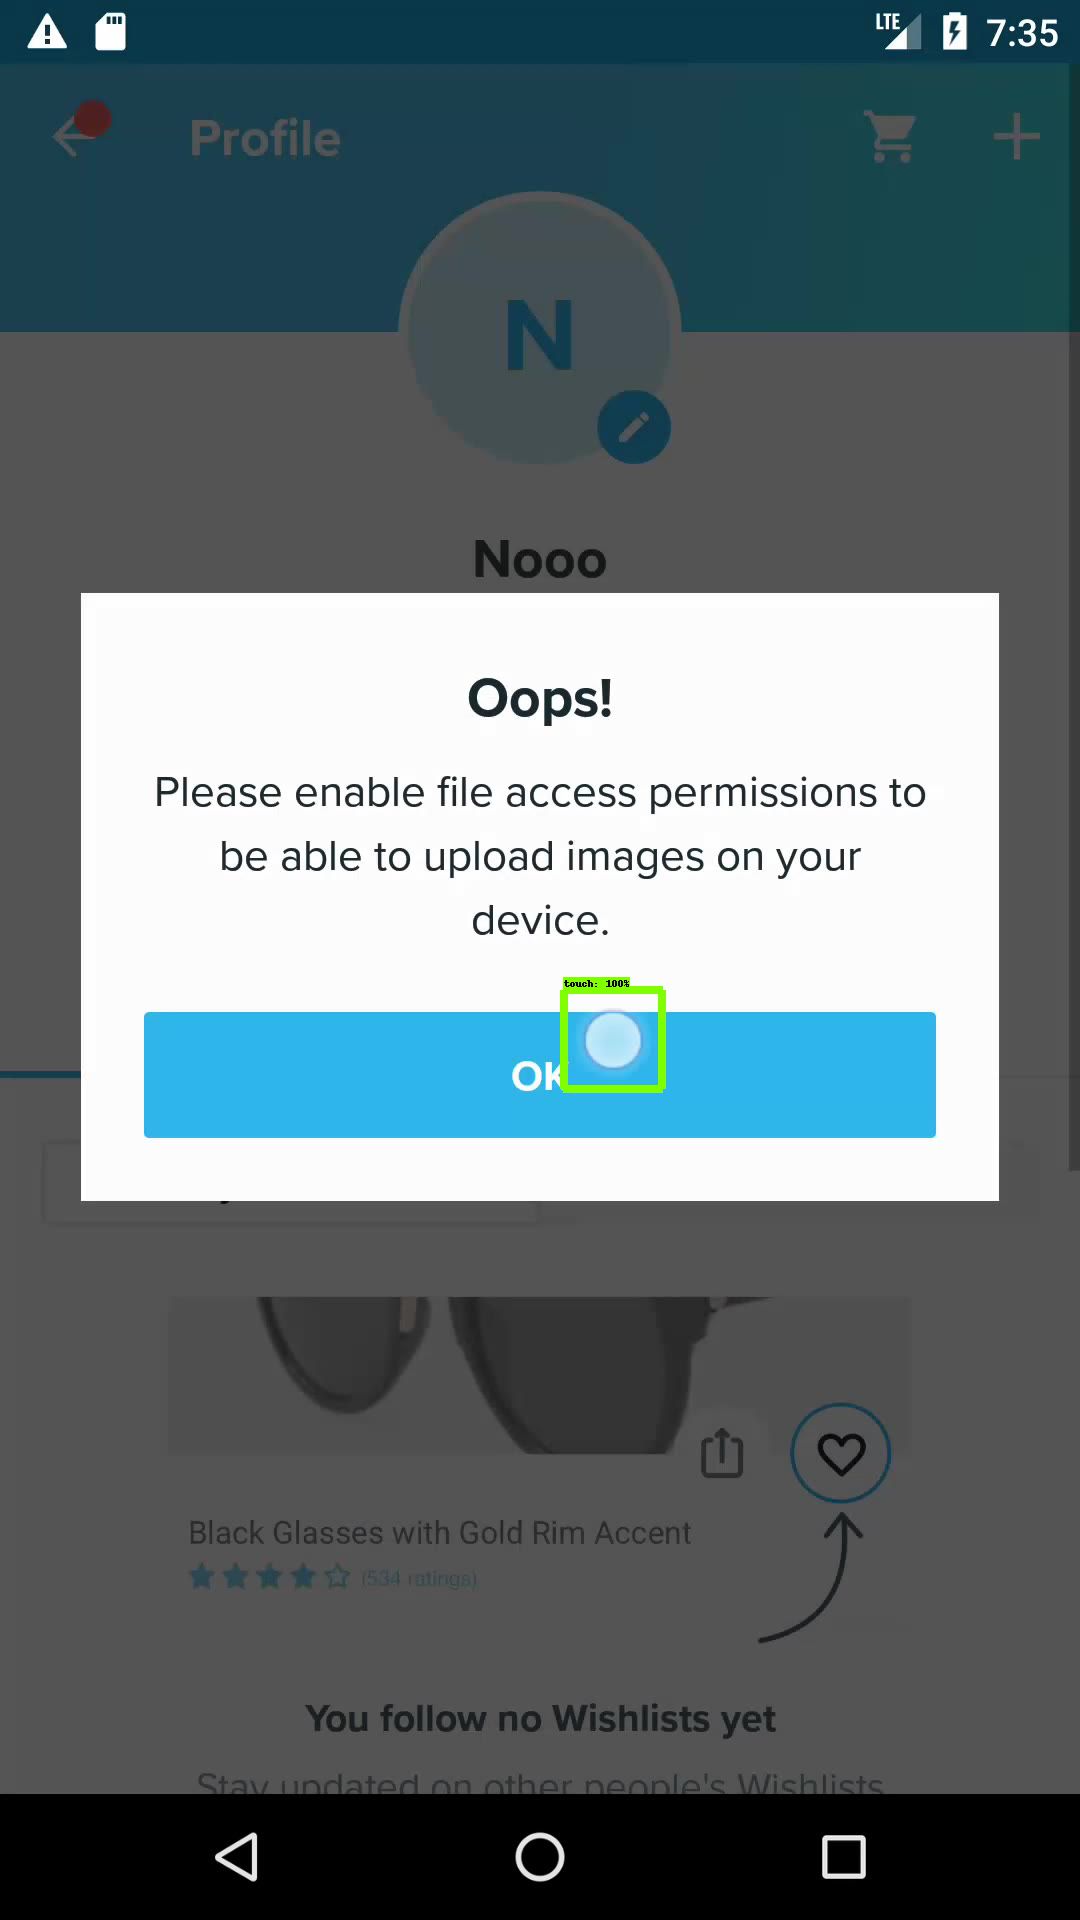 LTE 7:35
Profile
N
Nooo
Oops!
Please enable file access permissions to
be able to upload images on your
device.
touch: 100%
OK
Black Glasses with Gold Rim Accent
(534 ratings)
You follow no Wishlists yet
Stay updated on other people's Wishlists